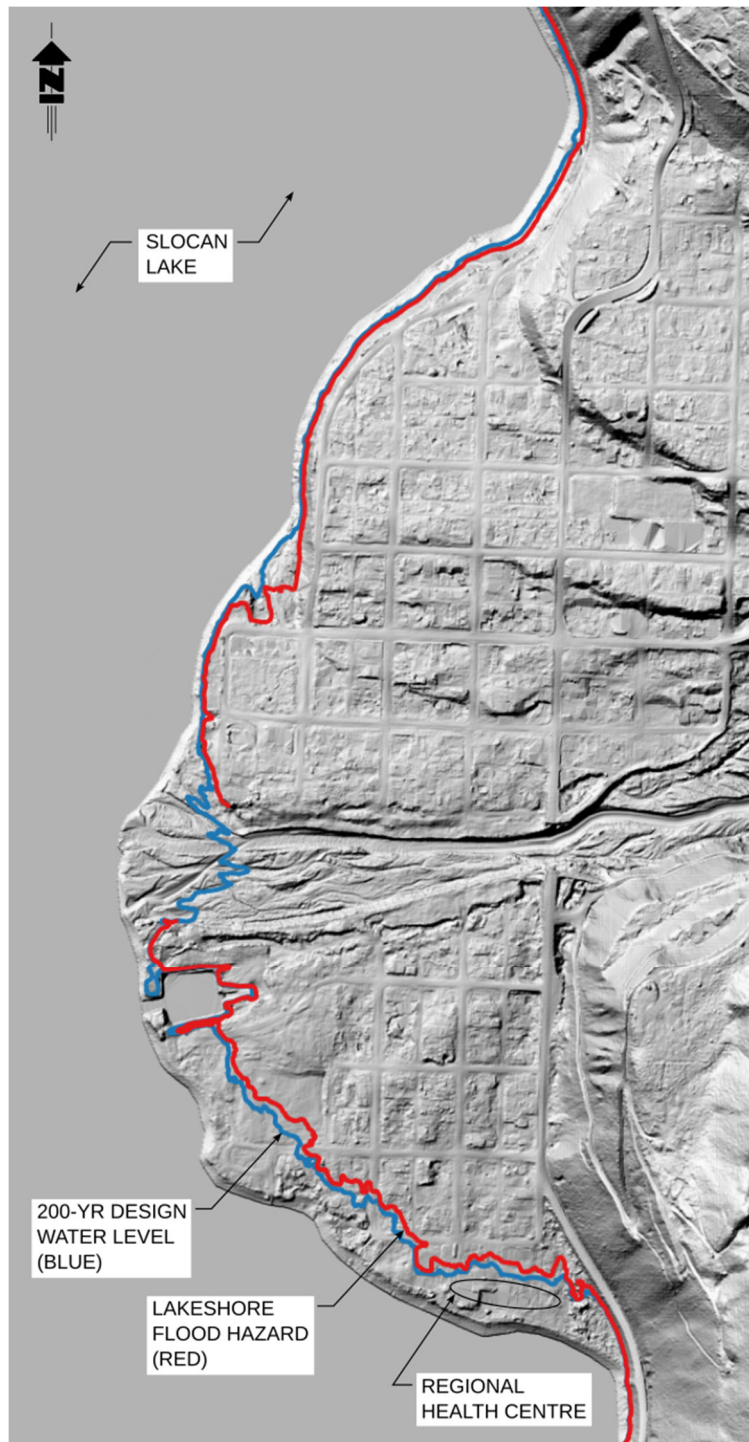 N
SLOCAN
LAKE
200-YR DESIGN
WATER LEVEL
(BLUE)
LAKESHORE
FLOOD HAZARD
(RED)
REGIONAL
HEALTH CENTRE